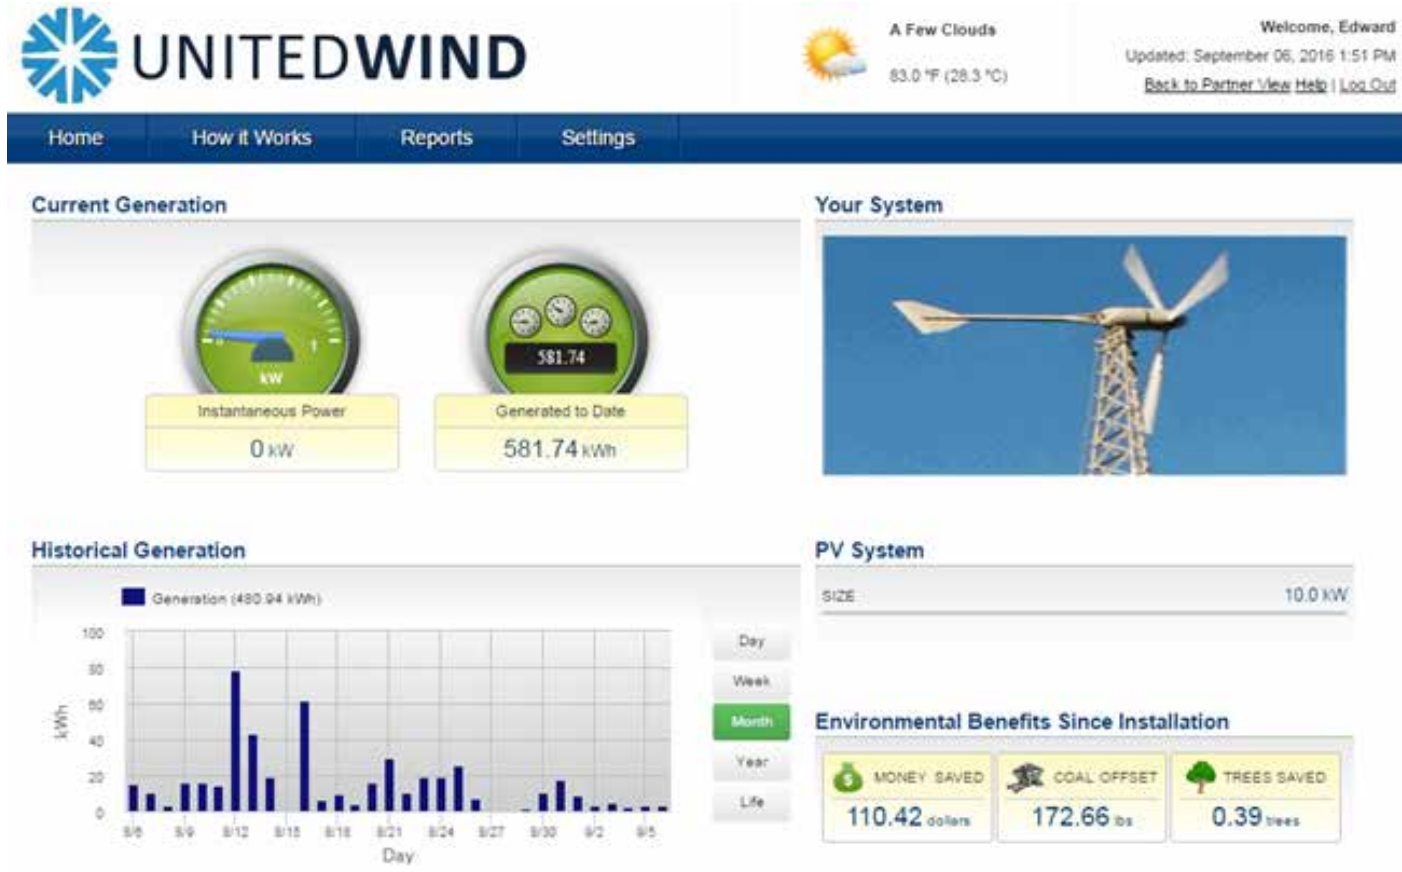 UNITEDWIND
A Few Clouds
83.0 °F (28.3 °C)
Welcome, Edward
Updated: September 06, 2016 1:51 PM
Back to Partner View Help | Log Out
Home How it Works Reports Settings
Current Generation
0 1
kW
Instantaneous Power
0 kW
581.74
Generated to Date
581.74 kWh
Your System
Historical Generation
Generation (480.94 kWh)
100
80
60
40
20
0
kWh
8/6 8/9 8/12 8/15 8/18 8/21 8/24 8/27 8/30 9/2 9/5
Day
Day
Week
Month
Year
Life
PV System
SIZE 10.0 kW
Environmental Benefits Since Installation
MONEY SAVED
110.42 dollars
COAL OFFSET
172.66 lbs
TREES SAVED
0.39 trees